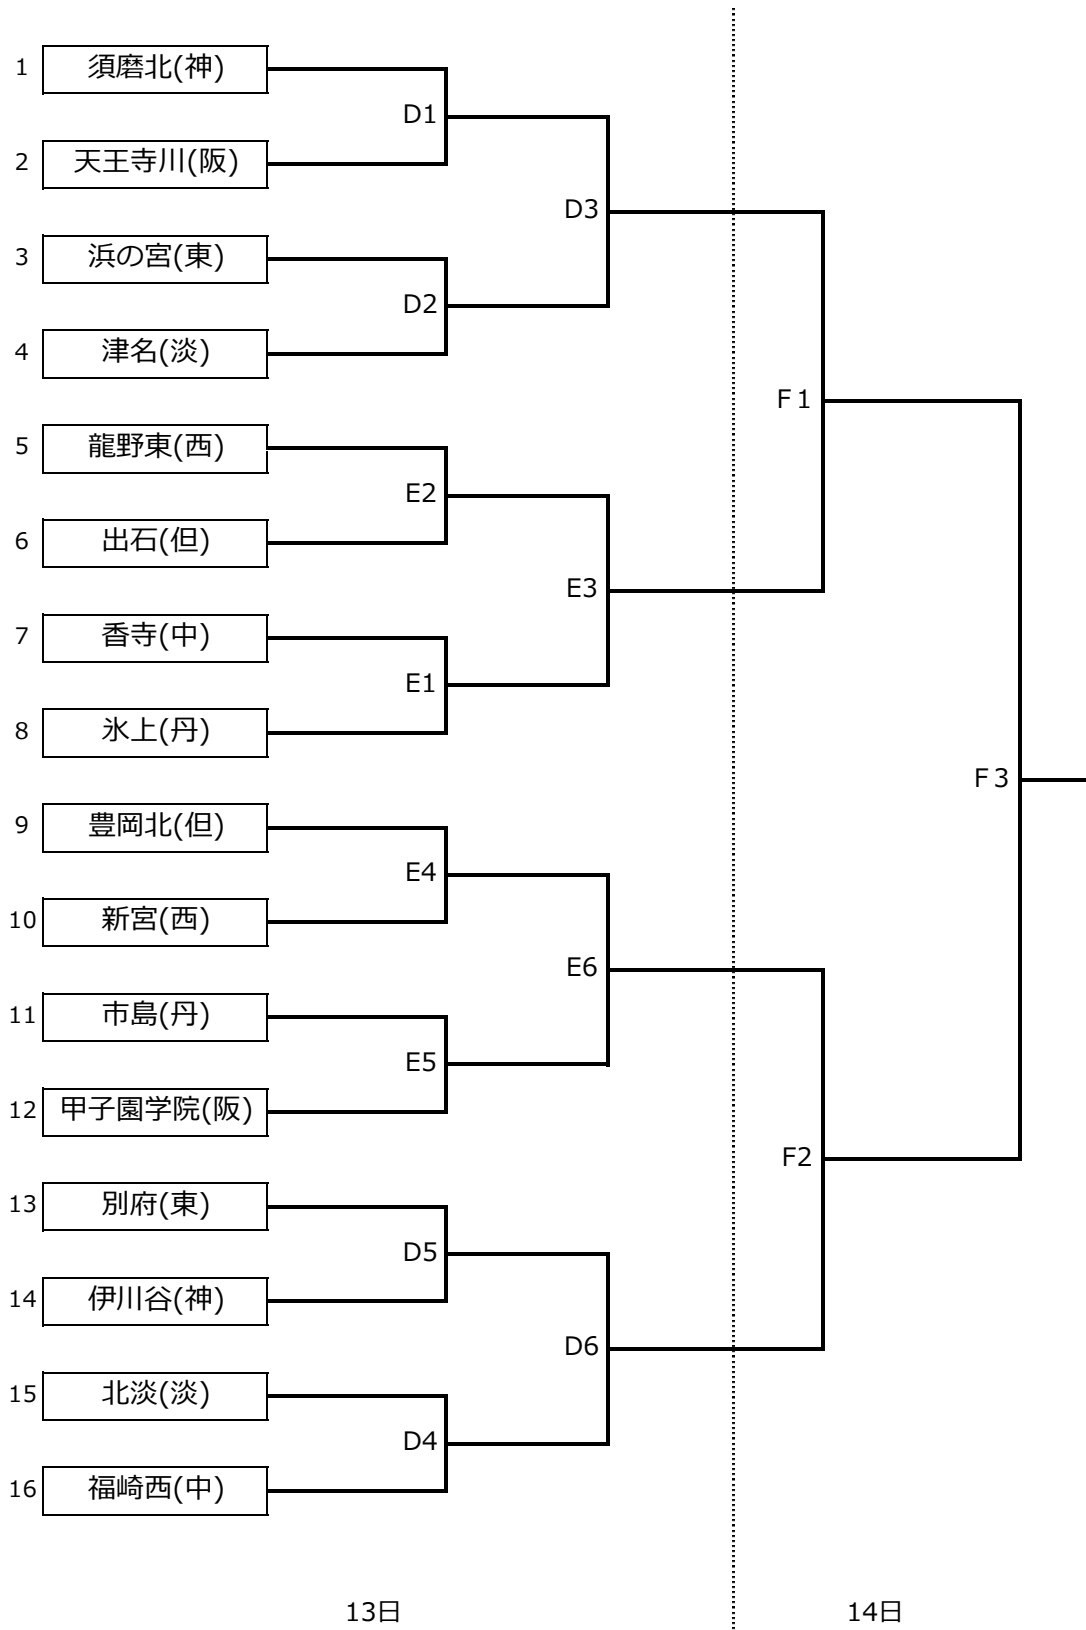 1 須磨北(神)
D1
2 天王寺川(阪)
D3
3 浜の宮(東)
D2
4 津名(淡)
F1
5 龍野東(西)
E2
6 出石(但)
E3
7 香寺(中)
E1
8 氷上(丹)
F3
9 豊岡北(但)
E4
10 新宮(西)
E6
11 市島(丹)
E5
12 甲子園学院(阪)
F2
13 別府(東)
D5
14 伊川谷(神)
D6
15 北淡(淡)
D4
16 福崎西(中)
13日 14日